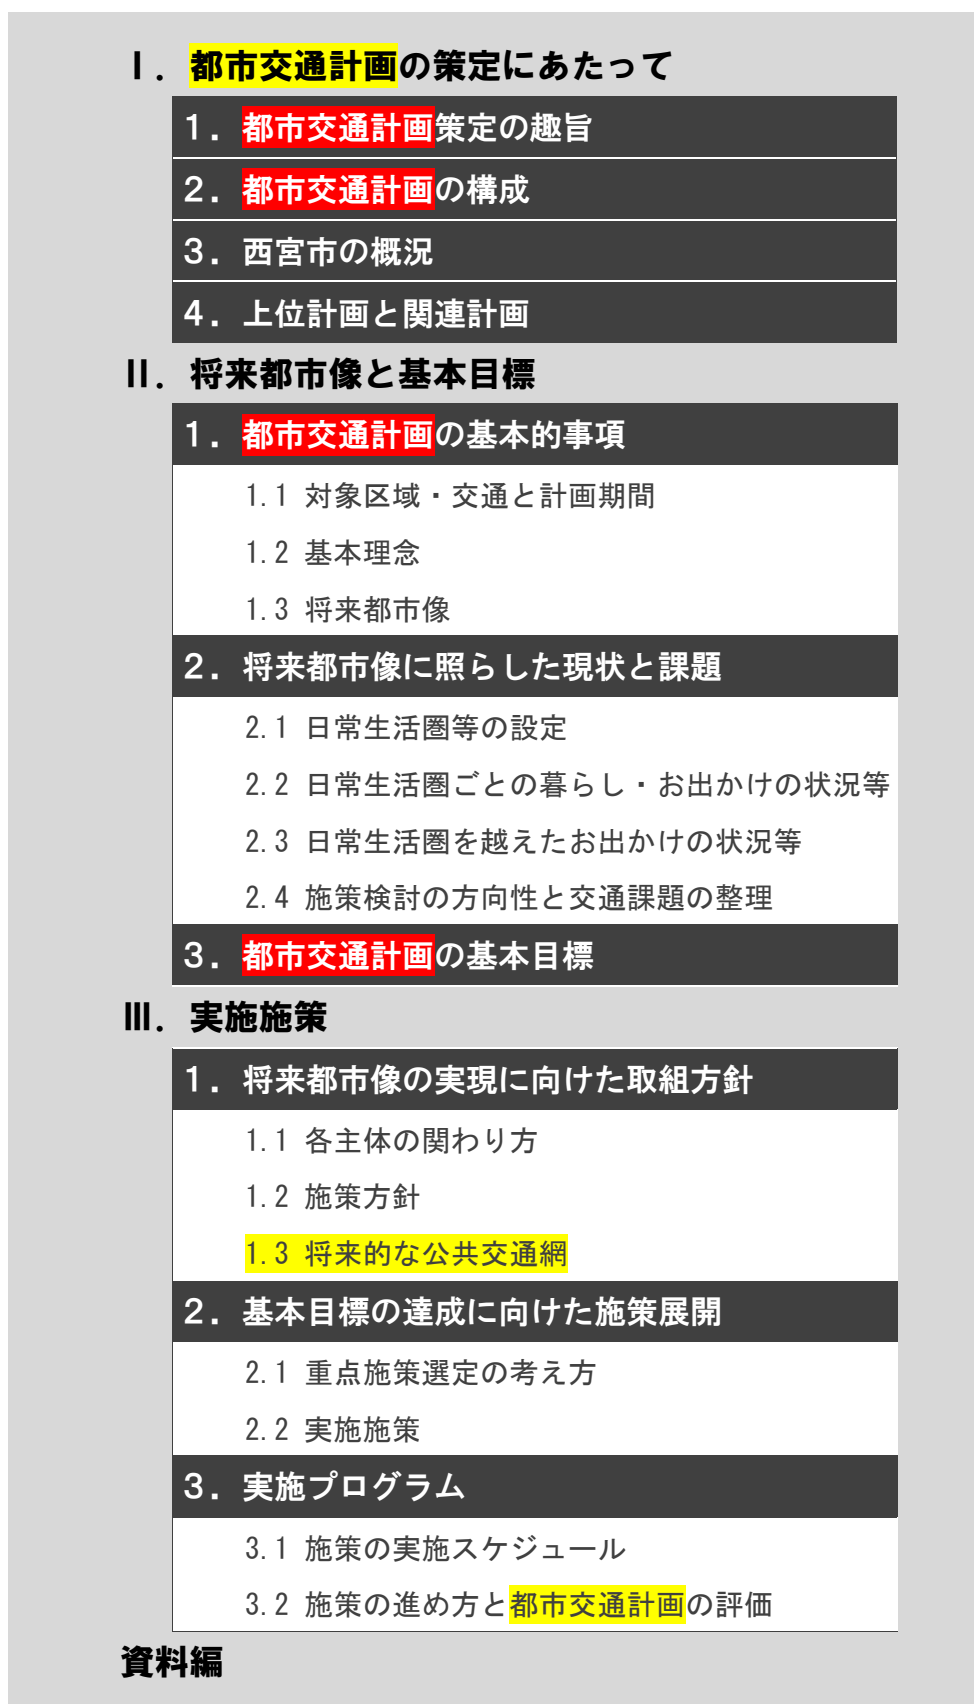 Ⅰ．都市交通計画の策定にあたって
１．都市交通計画策定の趣旨
２．都市交通計画の構成
３．西宮市の概況
４．上位計画と関連計画
Ⅱ．将来都市像と基本目標
１．都市交通計画の基本的事項
1.1 対象区域・交通と計画期間
1.2 基本理念
1.3 将来都市像
２．将来都市像に照らした現状と課題
2.1 日常生活圏等の設定
2.2 日常生活圏ごとの暮らし・お出かけの状況等
2.3 日常生活圏を越えたお出かけの状況等
2.4 施策検討の方向性と交通課題の整理
３．都市交通計画の基本目標
Ⅲ．実施施策
１．将来都市像の実現に向けた取組方針
1.1 各主体の関わり方
1.2 施策方針
1.3 将来的な公共交通網
２．基本目標の達成に向けた施策展開
2.1 重点施策選定の考え方
2.2 実施施策
３．実施プログラム
3.1 施策の実施スケジュール
3.2 施策の進め方と都市交通計画の評価
資料編